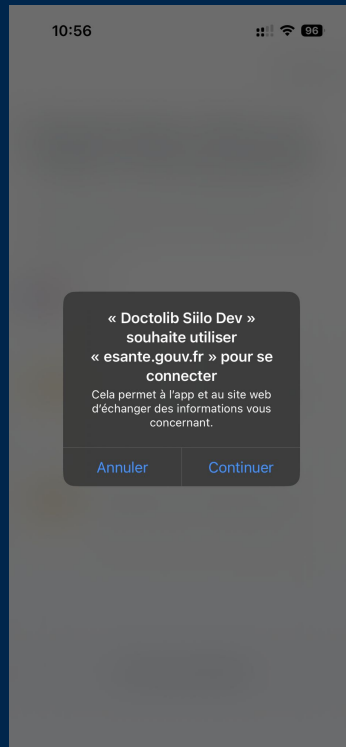 10:56
96
« Doctolib Siilo Dev »
souhaite utiliser
« esante.gouv.fr » pour se
connecter
Cela permet à l'app et au site web
d'échanger des informations vous
concernant.
Annuler
Continuer